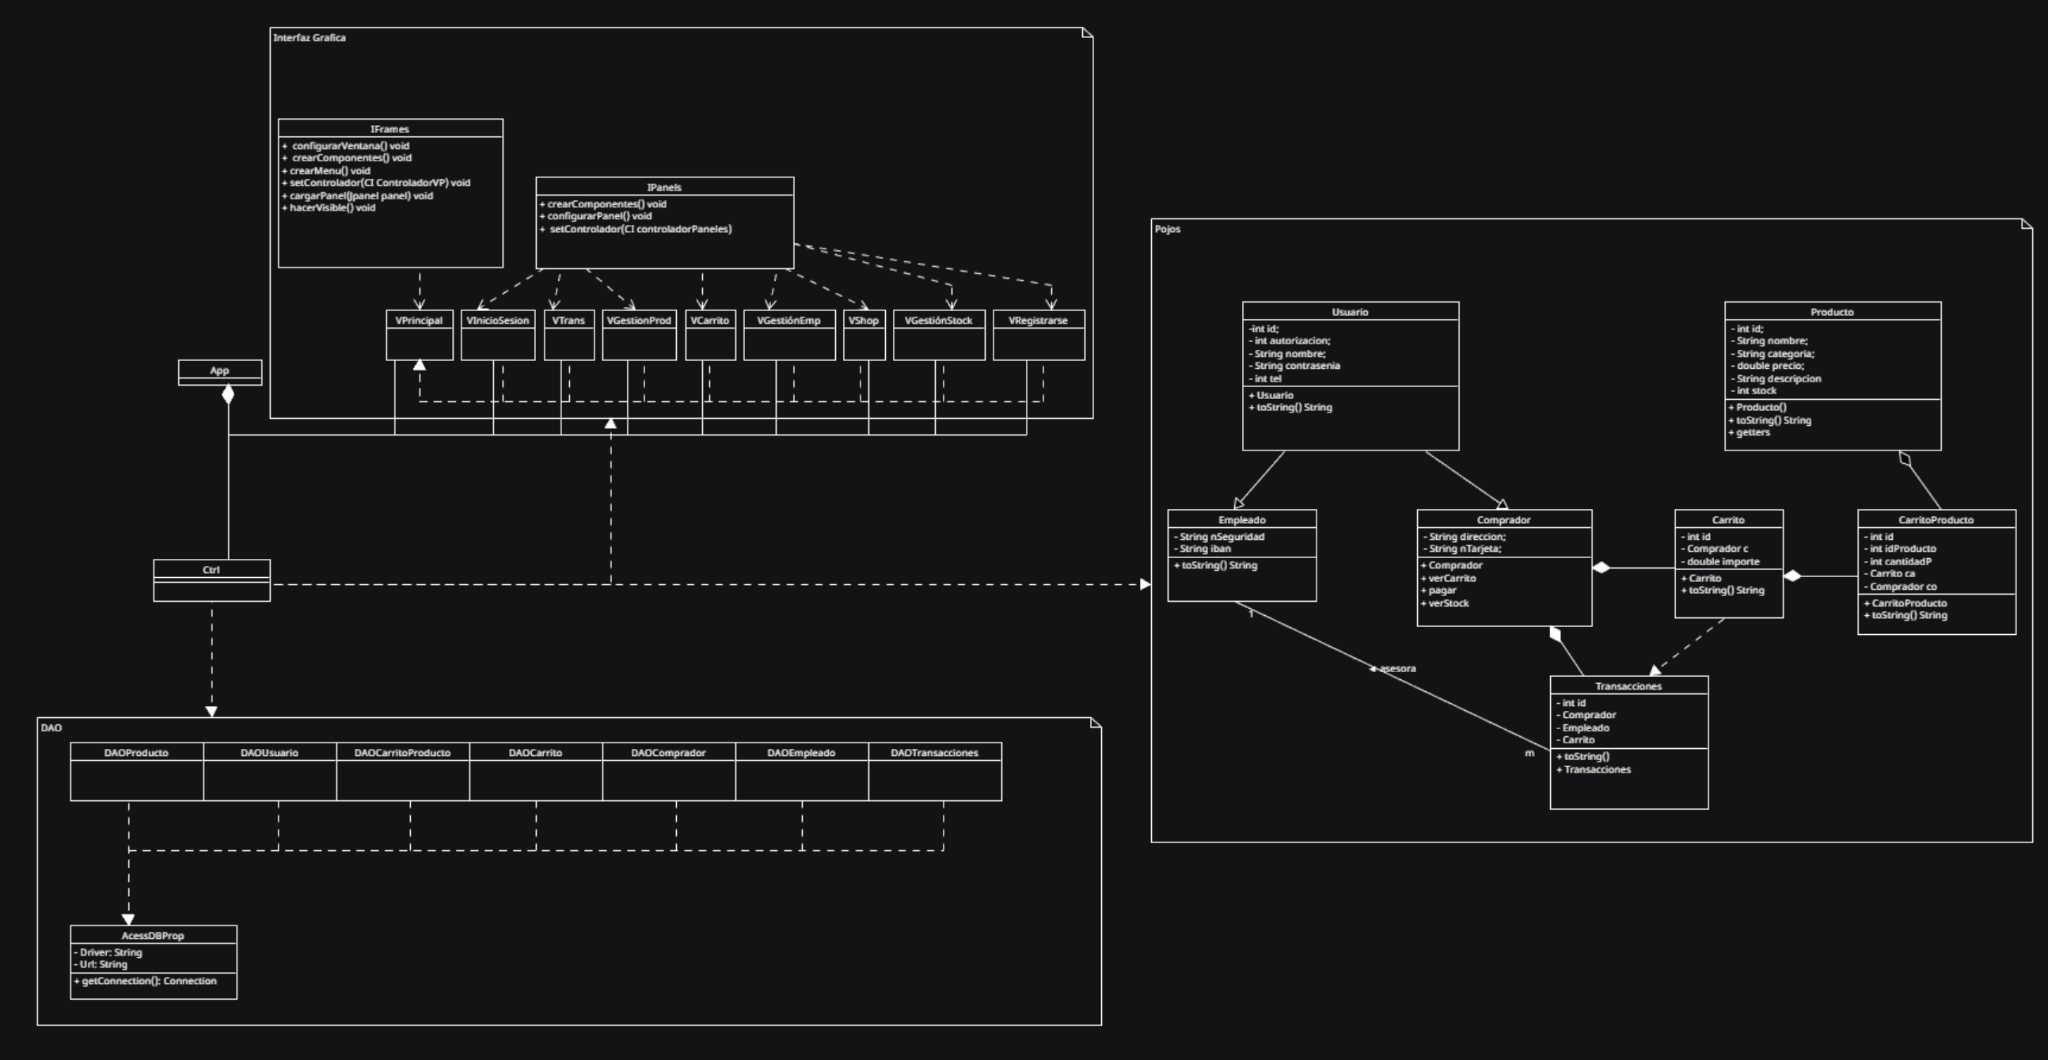 Interfaz Grafica
IFrames
+ configurarVentana() void
+ crearComponentes() void
+ crearMenu() void
+ setControlador(CI ControladorVP) void
+ cargarPanel(Jpanel panel) void
+ hacerVisible() void
IPanels
+ crearComponentes() void
+ configurarPanel() void
+ setControlador(CI controladorPaneles)
VPrincipal
VInicioSesion
VTrans
VGestionProd
VCarrito
VGestiónEmp
VShop
VGestiónStock
VRegistrarse
App
Ctrl
Pojos
Usuario
-int id;
- int autorizacion;
- String nombre;
- String contrasenia
- int tel
+ Usuario
+ toString() String
Producto
- int id;
- String nombre;
- String categoria;
- double precio;
- String descripcion
- int stock
+ Producto()
+ toString() String
+ getters
Empleado
- String nSeguridad
- String iban
+ toString() String
Comprador
- String direccion;
- String nTarjeta;
+ Comprador
+ verCarrito
+ pagar
+ verStock
Carrito
- int id
- Comprador c
- double importe
+ Carrito
+ toString() String
CarritoProducto
- int id
- int idProducto
- int cantidadP
- Carrito ca
- Comprador co
+ CarritoProducto
+ toString() String
1
◄ asesora
m
Transacciones
- int id
- Comprador
- Empleado
- Carrito
+ toString()
+ Transacciones
DAO
DAOProducto
DAOUsuario
DAOCarritoProducto
DAOCarrito
DAOComprador
DAOEmpleado
DAOTransacciones
AcessDBProp
- Driver: String
- Url: String
+ getConnection(): Connection